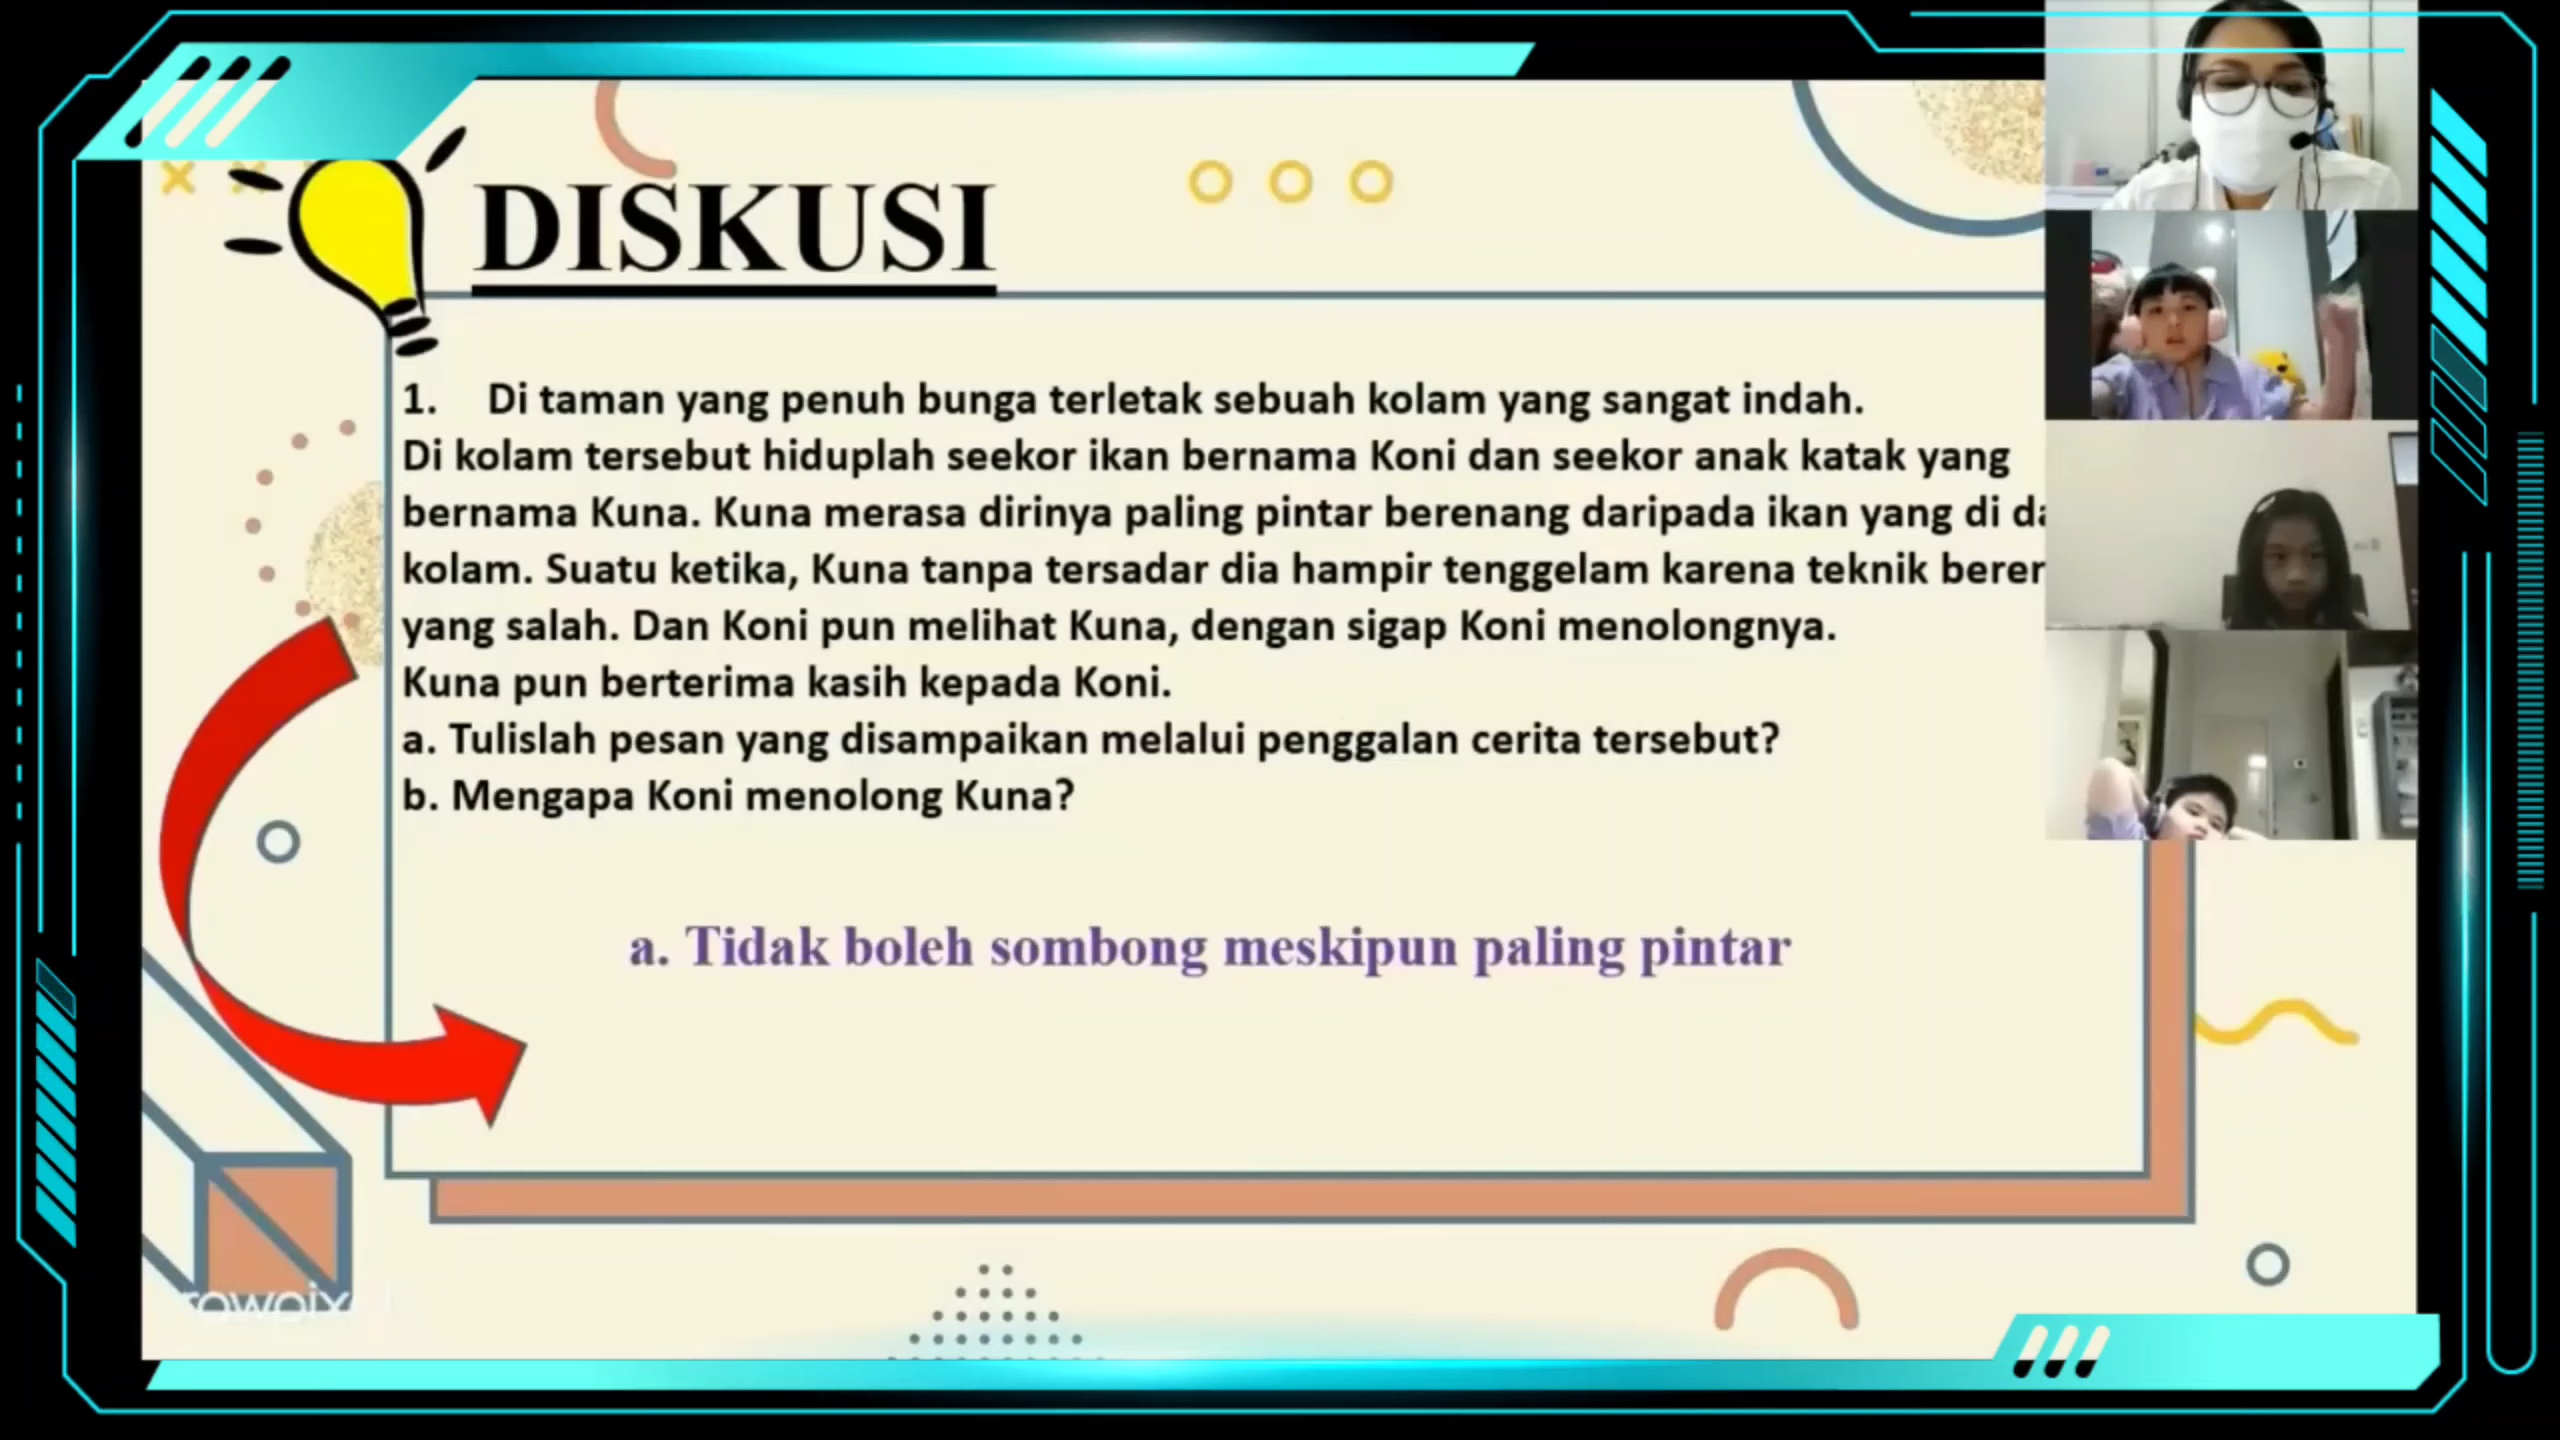 DISKUSI
1. Di taman yang penuh bunga terletak sebuah kolam yang sangat indah.
Di kolam tersebut hiduplah seekor ikan bernama Koni dan seekor anak katak yang
bernama Kuna. Kuna merasa dirinya paling pintar berenang daripada ikan yang di
kolam. Suatu ketika, Kuna tanpa tersadar dia hampir tenggelam karena teknik
yang salah. Dan Koni pun melihat Kuna, dengan sigap Koni menolongnya.
Kuna pun berterima kasih kepada Koni.
a. Tulislah pesan yang disampaikan melalui penggalan cerita tersebut?
b. Mengapa Koni menolong Kuna?
a. Tidak boleh sombong meskipun paling pintar